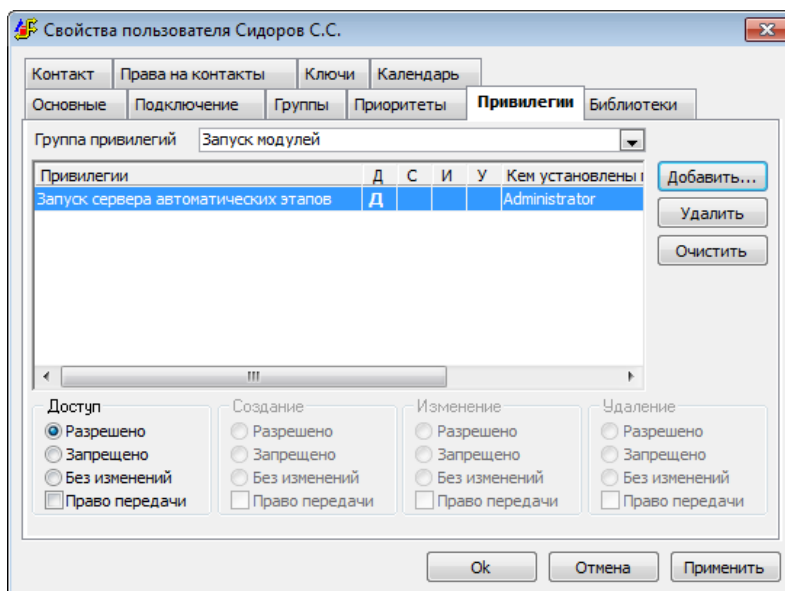 Свойства пользователя Сидоров С.С.
Контакт Права на контакты Ключи Календарь
Основные Подключение Группы Приоритеты Привилегии Библиотеки
Группа привилегий Запуск модулей
Привилегии Д С И У Кем установлены
Добавить...
Запуск сервера автоматических этапов Д Administrator
Удалить
Очистить
Доступ Создание Изменение Удаление
Разрешено Разрешено Разрешено Разрешено
Запрещено Запрещено Запрещено Запрещено
Без изменений Без изменений Без изменений Без изменений
Право передачи Право передачи Право передачи Право передачи
Ok Отмена Применить